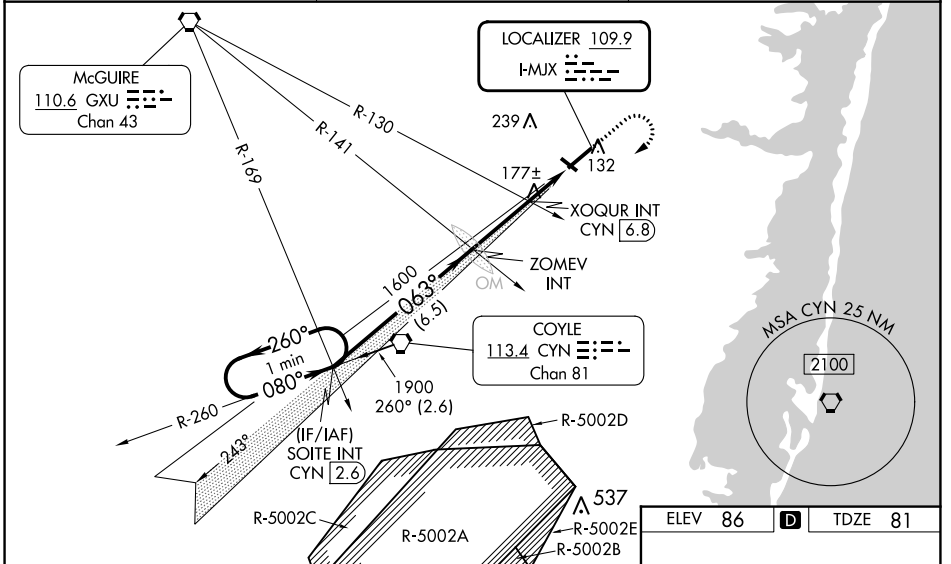 McGUIRE
110.6 GXU
Chan 43
LOCALIZER 109.9
I-MJX
239
R-130
R-141
R-169
177±
132
XOQUR INT
CYN 6.8
ZOMEV
INT
OM
1600
063°
(6.5)
260°
1 min
080°
COYLE
113.4 CYN
Chan 81
1900
260° (2.6)
R-260
243°
(IF/IAF)
SOITE INT
CYN 2.6
MSA CYN 25 NM
2100
R-5002D
R-5002C
R-5002A
537
R-5002E
R-5002B
ELEV 86 D TDZE 81